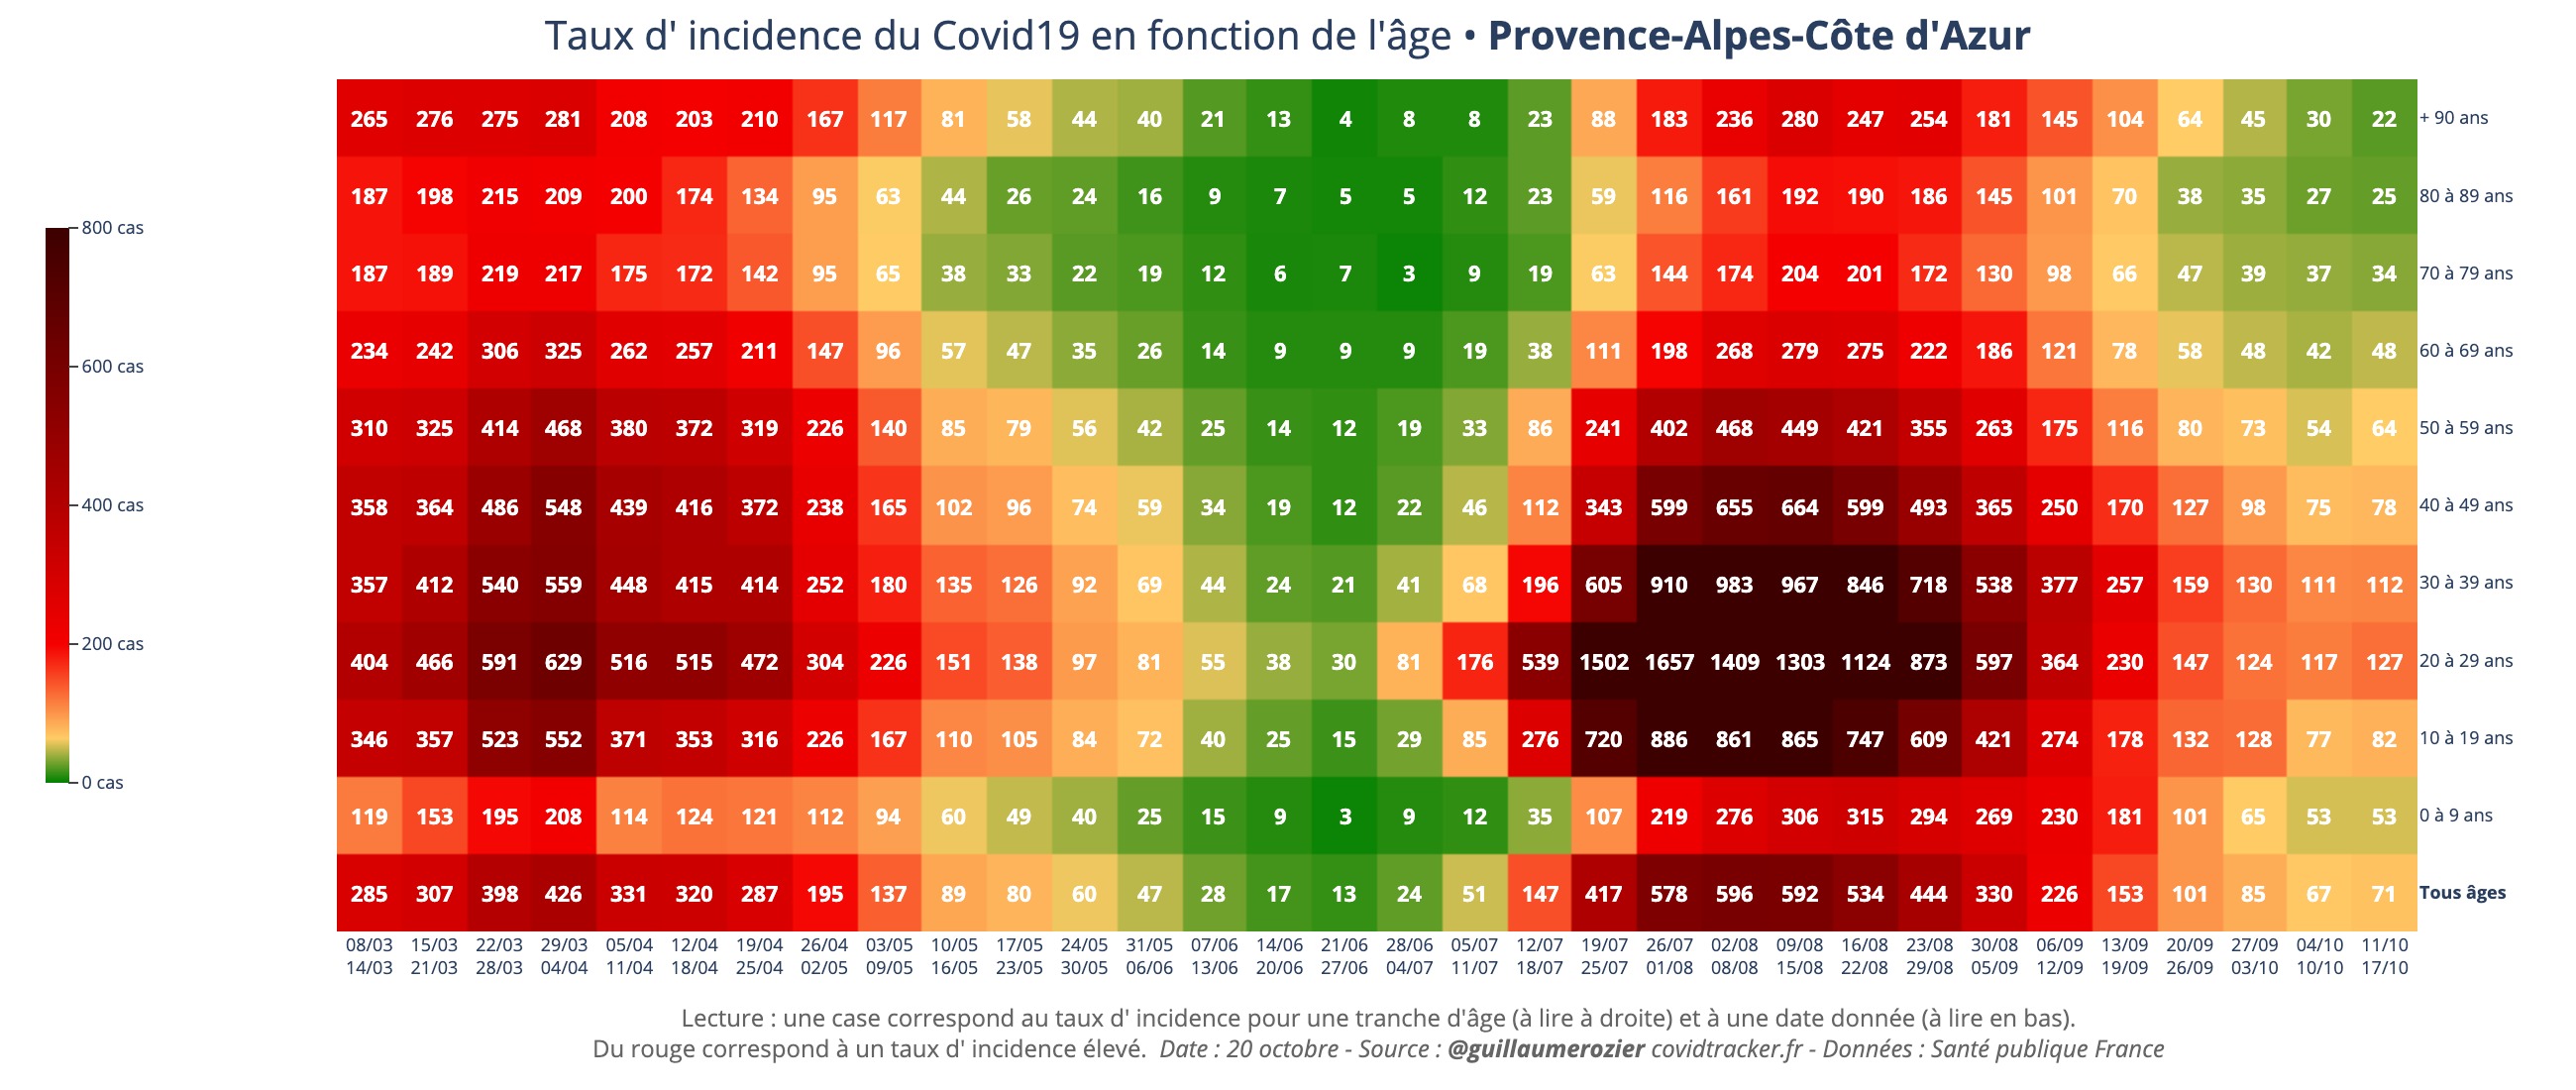 Taux d' incidence du Covid19 en fonction de l'âge • Provence-Alpes-Côte d'Azur
800 cas
600 cas
400 cas
200 cas
0 cas
265 276 275 281 208 203 210 167 117 81 58 44 40 21 13 4 8 8 23 88 183 236 280 247 254 181 145 104 64 45 30 22 + 90 ans
187 198 215 209 200 174 134 95 63 44 26 24 16 9 7 5 5 12 23 59 116 161 192 190 186 145 101 70 38 35 27 25 80 à 89 ans
187 189 219 217 175 172 142 95 65 38 33 22 19 12 6 7 3 9 19 63 144 174 204 201 172 130 98 66 47 39 37 34 70 à 79 ans
234 242 306 325 262 257 211 147 96 57 47 35 26 14 9 9 9 19 38 111 198 268 279 275 222 186 121 78 58 48 42 48 60 à 69 ans
310 325 414 468 380 372 319 226 140 85 79 56 42 25 14 12 19 33 86 241 402 468 449 421 355 263 175 116 80 73 54 64 50 à 59 ans
358 364 486 548 439 416 372 238 165 102 96 74 59 34 19 12 22 46 112 343 599 655 664 599 493 365 250 170 127 98 75 78 40 à 49 ans
357 412 540 559 448 415 414 252 180 135 126 92 69 44 24 21 41 68 196 605 910 983 967 846 718 538 377 257 159 130 111 112 30 à 39 ans
404 466 591 629 516 515 472 304 226 151 138 97 81 55 38 30 81 176 539 1502 1657 1409 1303 1124 873 597 364 230 147 124 117 127 20 à 29 ans
346 357 523 552 371 353 316 226 167 110 105 84 72 40 25 15 29 85 276 720 886 861 865 747 609 421 274 178 132 128 77 82 10 à 19 ans
119 153 195 208 114 124 121 112 94 60 49 40 25 15 9 3 9 12 35 107 219 276 306 315 294 269 230 181 101 65 53 53 0 à 9 ans
285 307 398 426 331 320 287 195 137 89 80 60 47 28 17 13 24 51 147 417 578 596 592 534 444 330 226 153 101 85 67 71 Tous âges
08/03 15/03 22/03 29/03 05/04 12/04 19/04 26/04 03/05 10/05 17/05 24/05 31/05 07/06 14/06 21/06 28/06 05/07 12/07 19/07 26/07 02/08 09/08 16/08 23/08 30/08 06/09 13/09 20/09 27/09 04/10 11/10
14/03 21/03 28/03 04/04 11/04 18/04 25/04 02/05 09/05 16/05 23/05 30/05 06/06 13/06 20/06 27/06 04/07 11/07 18/07 25/07 01/08 08/08 15/08 22/08 29/08 05/09 12/09 19/09 26/09 03/10 10/10 17/10
Lecture : une case correspond au taux d' incidence pour une tranche d'âge (à lire à droite) et à une date donnée (à lire en bas).
Du rouge correspond à un taux d' incidence élevé. Date : 20 octobre - Source : @guillaumerozier covidtracker.fr - Données : Santé publique France